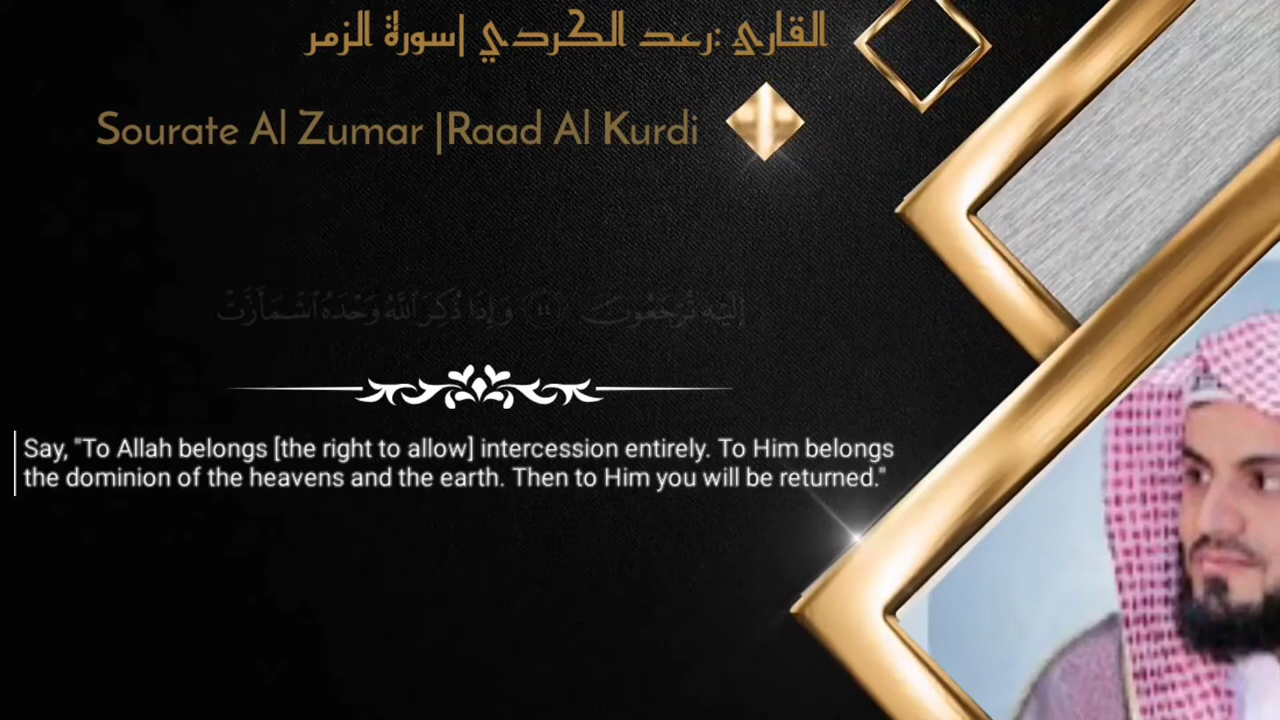 القارئ :رعد الكردي |سورة الزمر
Sourate Al Zumar |Raad Al Kurdi
إِلَيْهِ تُرْجَعُونَ ٤٤ وَإِذَا ذُكِرَ اللَّهُ وَحْدَهُ اشْمَأَزَّتْ
Say, "To Allah belongs [the right to allow] intercession entirely. To Him belongs
the dominion of the heavens and the earth. Then to Him you will be returned."